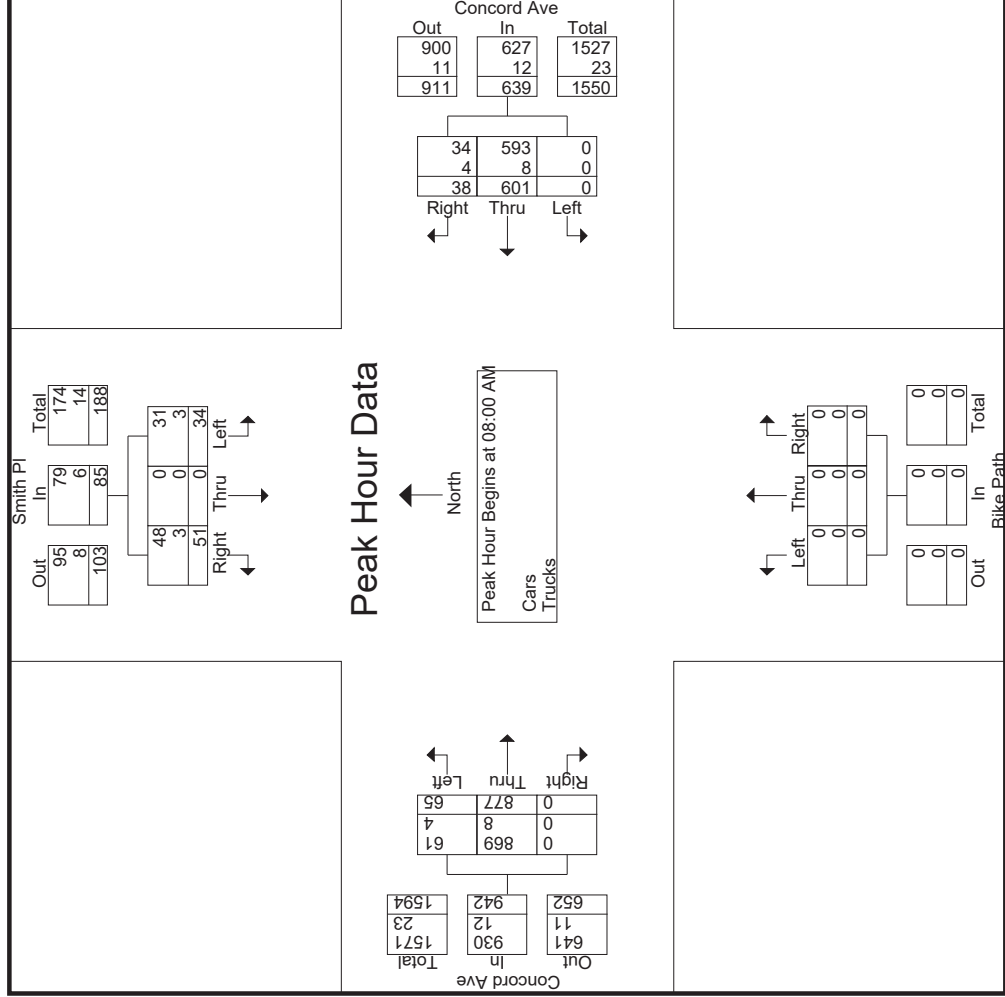 Concord Ave
Out In Total
900 627 1527
11 12 23
911 639 1550
34 593 0
4 8 0
38 601 0
Right Thru Left
Smith Pl
Out In Total
95 79 174
8 6 14
103 85 188
48 0 31
3 0 3
51 0 34
Right Thru Left
Peak Hour Data
North
Peak Hour Begins at 08:00 AM
Cars
Trucks
Left Thru Right
0 0 0
0 0 0
0 0 0
0 0 0
0 0 0
0 0 0
Out In Total
Bike Path
Left Thru Right
65 877 0
4 8 0
61 869 0
1594 942 652
23 12 11
1571 930 641
Total In Out
Concord Ave